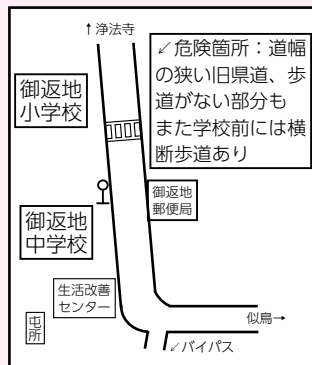 ↑浄法寺
↙危険箇所：道幅
の狭い旧県道、歩
道がない部分も
また学校前には横
断歩道あり
御返地
小学校
御返地
郵便局
御返地
中学校
生活改善
センター
屯所
似鳥→
↙バイパス